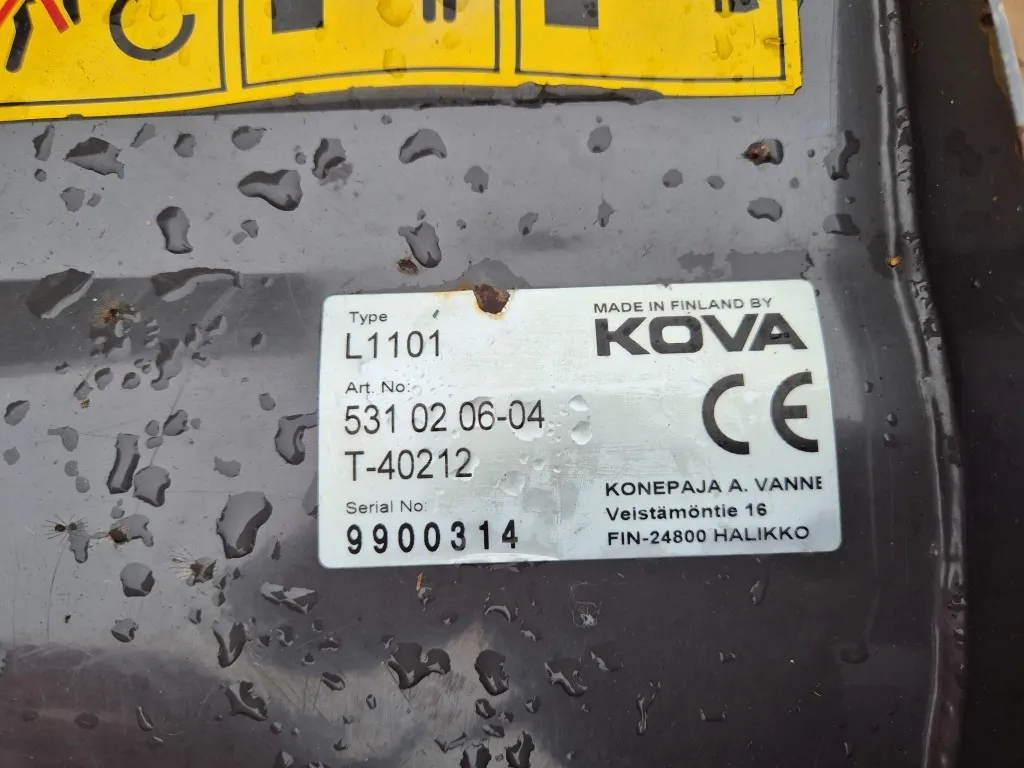 Type
L1101
Art. No:
531 02 06-04
T-40212
Serial No:
9900314
MADE IN FINLAND BY
KOVA
CE
KONEPAJA A. VANNE
Veistämöntie 16
FIN-24800 HALIKKO